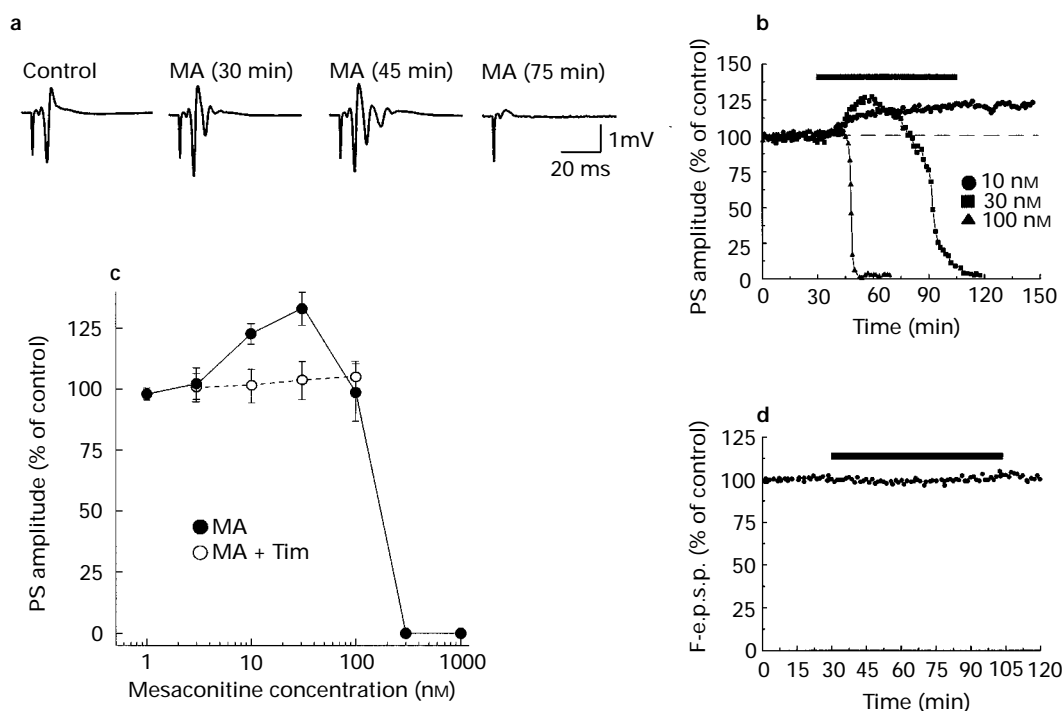 a
Control
MA (30 min)
MA (45 min)
MA (75 min)
1mV
20 ms
b
PS amplitude (% of control)
150
125
100
75
50
25
0
10 nM
30 nM
100 nM
0 30 60 90 120 150
Time (min)
c
PS amplitude (% of control)
125
100
75
50
25
0
MA
MA + Tim
1 10 100 1000
Mesaconitine concentration (nM)
d
F-e.p.s.p. (% of control)
125
100
75
50
25
0
0 15 30 45 60 75 90 105 120
Time (min)